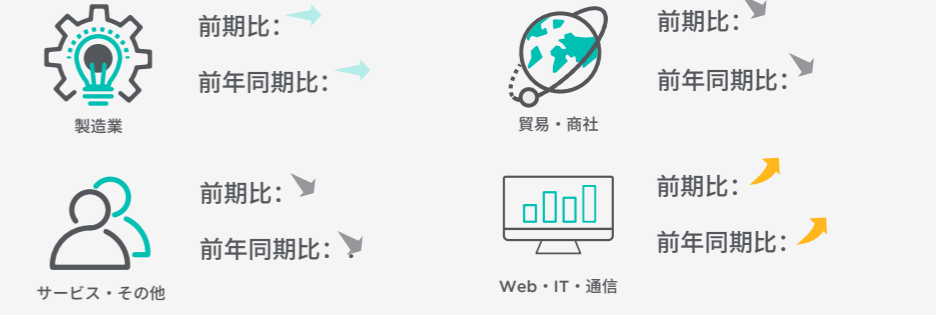 前期比：
前年同期比：
製造業
前期比：
前年同期比：
貿易・商社
前期比：
前年同期比：
サービス・その他
前期比：
前年同期比：
Web・IT・通信